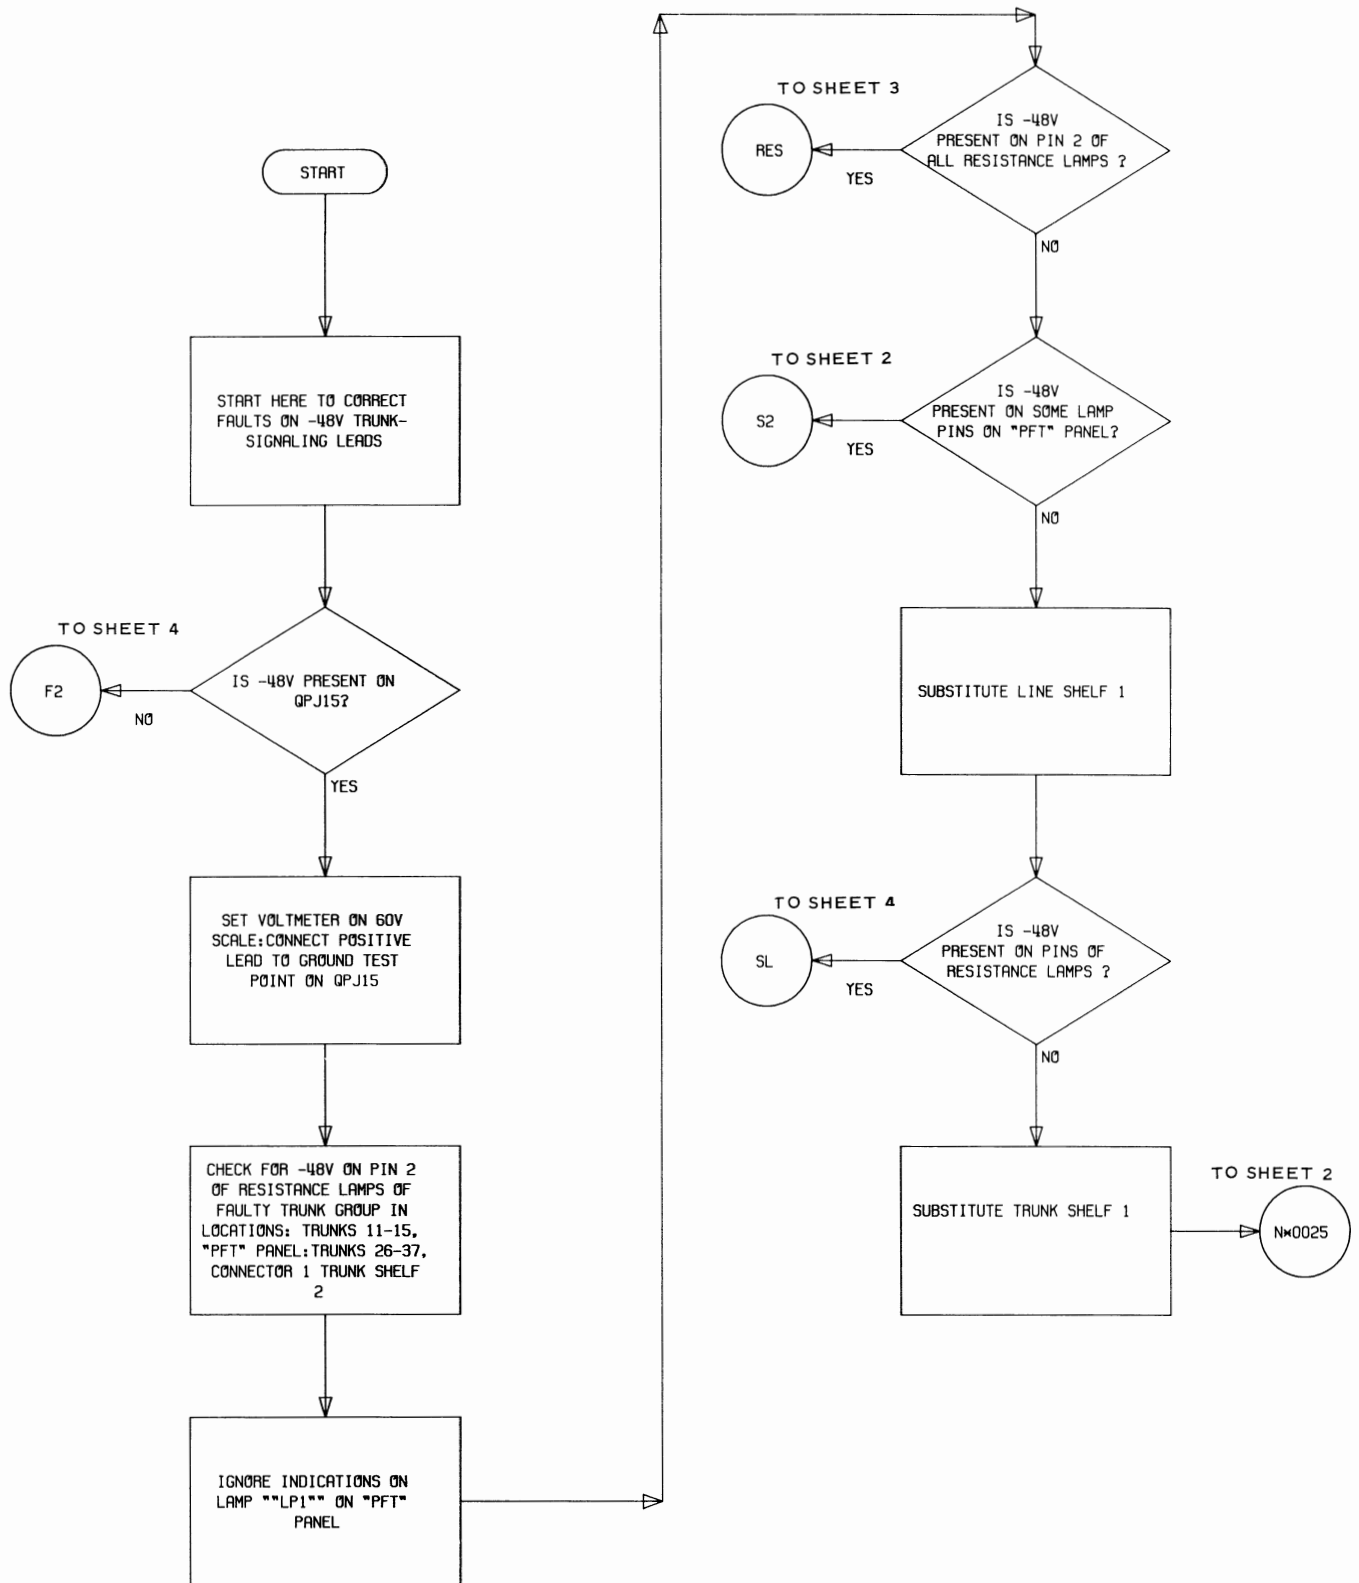 START
START HERE TO CORRECT
FAULTS ON -48V TRUNK-
SIGNALING LEADS
TO SHEET 4
F2
NO
IS -48V PRESENT ON
QPJ15?
YES
SET VOLTMETER ON 60V
SCALE:CONNECT POSITIVE
LEAD TO GROUND TEST
POINT ON QPJ15
CHECK FOR -48V ON PIN 2
OF RESISTANCE LAMPS OF
FAULTY TRUNK GROUP IN
LOCATIONS: TRUNKS 11-15,
"PFT" PANEL:TRUNKS 26-37,
CONNECTOR 1 TRUNK SHELF
2
IGNORE INDICATIONS ON
LAMP ""LP1"" ON "PFT"
PANEL
TO SHEET 3
RES
YES
IS -48V
PRESENT ON PIN 2 OF
ALL RESISTANCE LAMPS ?
NO
TO SHEET 2
S2
YES
IS -48V
PRESENT ON SOME LAMP
PINS ON "PFT" PANEL?
NO
SUBSTITUTE LINE SHELF 1
TO SHEET 4
SL
YES
IS -48V
PRESENT ON PINS OF
RESISTANCE LAMPS ?
NO
SUBSTITUTE TRUNK SHELF 1
TO SHEET 2
N*0025